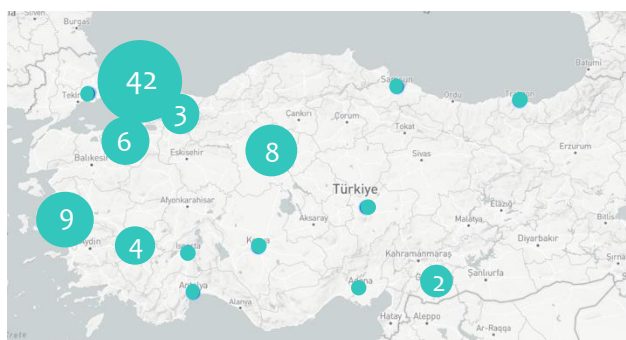 Burgas
Batumi
42
Tekir
Samsun
Ordu
Trabzon
3
Çankırı
Çorum
Tokat
6
8
Balıkesir
Eskişehir
Sivas
Erzurum
Türkiye
Afyonkarahisar
9
Aksaray
Malatya
Elazığ
Bitlis
Aydın
4
Isparta
Konya
Diyarbakır
Kahramanmaraş
Şırna
Şanlıurfa
2
Antalya
Adana
Alanya
Hatay
Aleppo
Ar-Raqqa